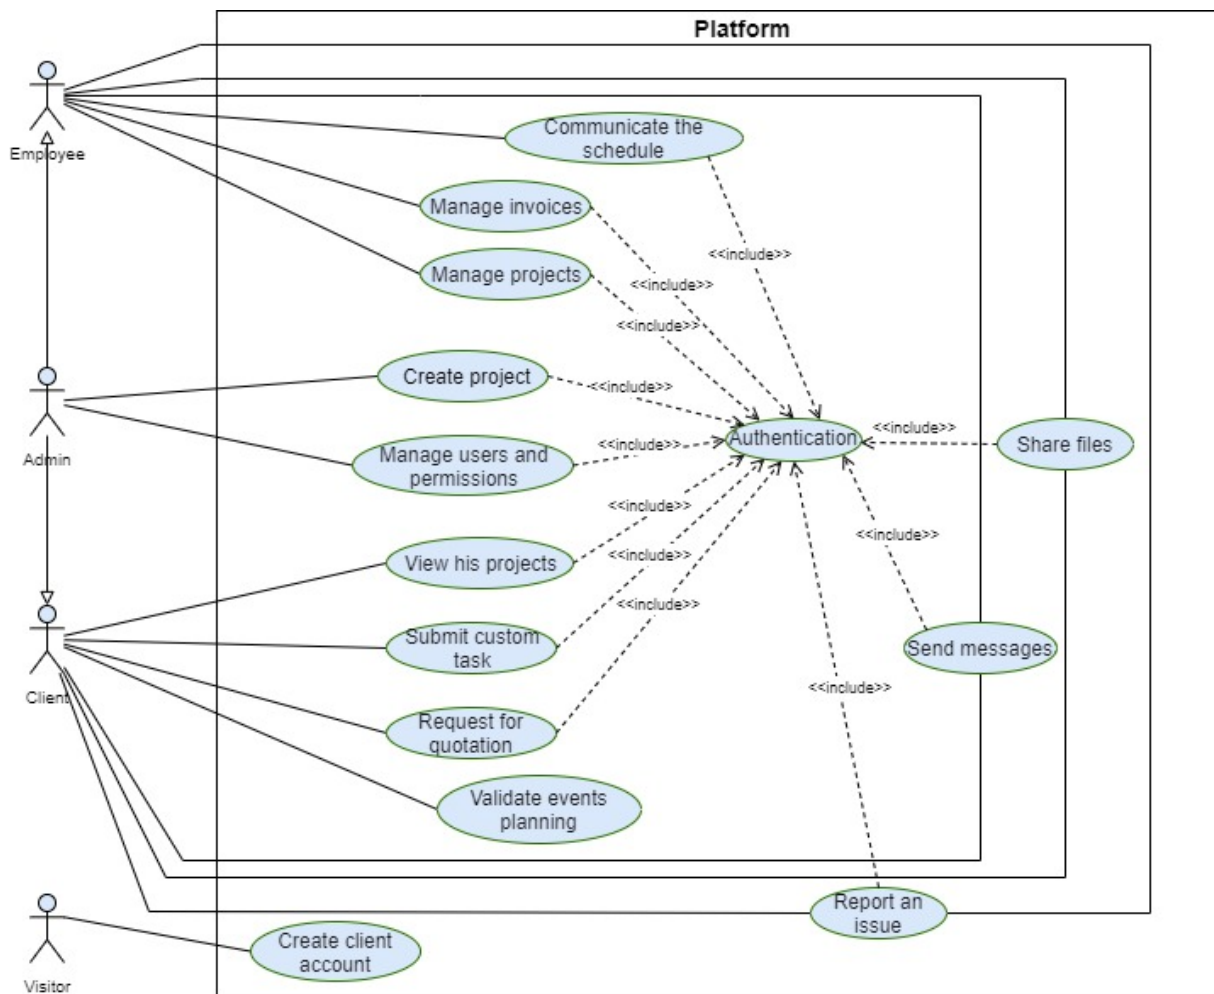 Platform
Employee
Communicate the
schedule
Manage invoices
<<include>>
Manage projects
<<include>>
<<include>>
Create project
<<include>>
Admin
Manage users and
permissions
<<include>>
Authentication
<<include>>
Share files
View his projects
<<include>>
<<include>>
Submit custom
task
<<include>>
<<include>>
Send messages
Client
<<include>>
Request for
quotation
Validate events
planning
Report an
issue
Visitor
Create client
account